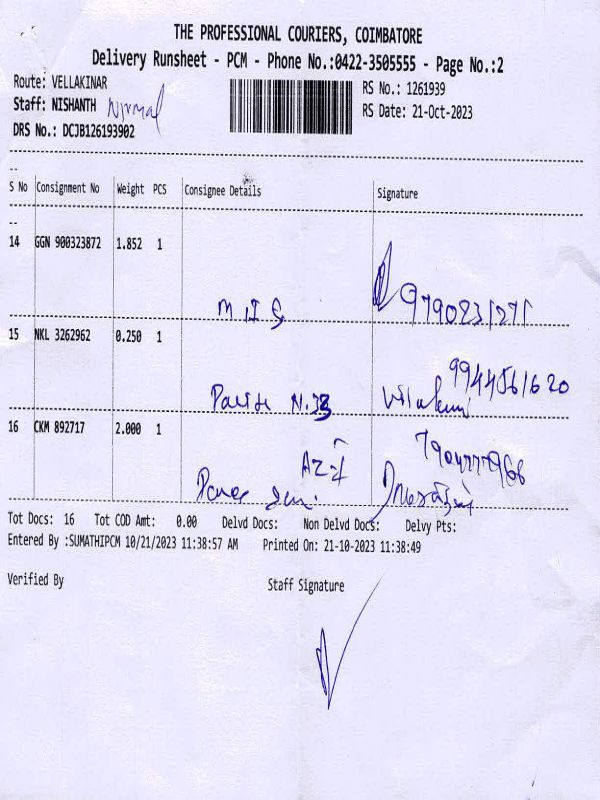 THE PROFESSIONAL COURIERS, COIMBATORE
Delivery Runsheet - PCM - Phone No.:0422-3505555 - Page No.:2
Route: VELLAKINAR
RS No.: 1261939
Staff: NISHANTH Nirmal
RS Date: 21-Oct-2023
DRS No.: DCJB126193902
S No Consignment No Weight PCS Consignee Details Signature
14 GGN 900323872 1.852 1
9790231271
15 NKL 3262962 0.250 1
9944561620
16 CKM 892717 2.000 1
7904777966
Tot Docs: 16 Tot COD Amt: 0.00 Delvd Docs: Non Delvd Docs: Delvy Pts:
Entered By :SUMATHIPCM 10/21/2023 11:38:57 AM Printed On: 21-10-2023 11:38:49
Verified By Staff Signature